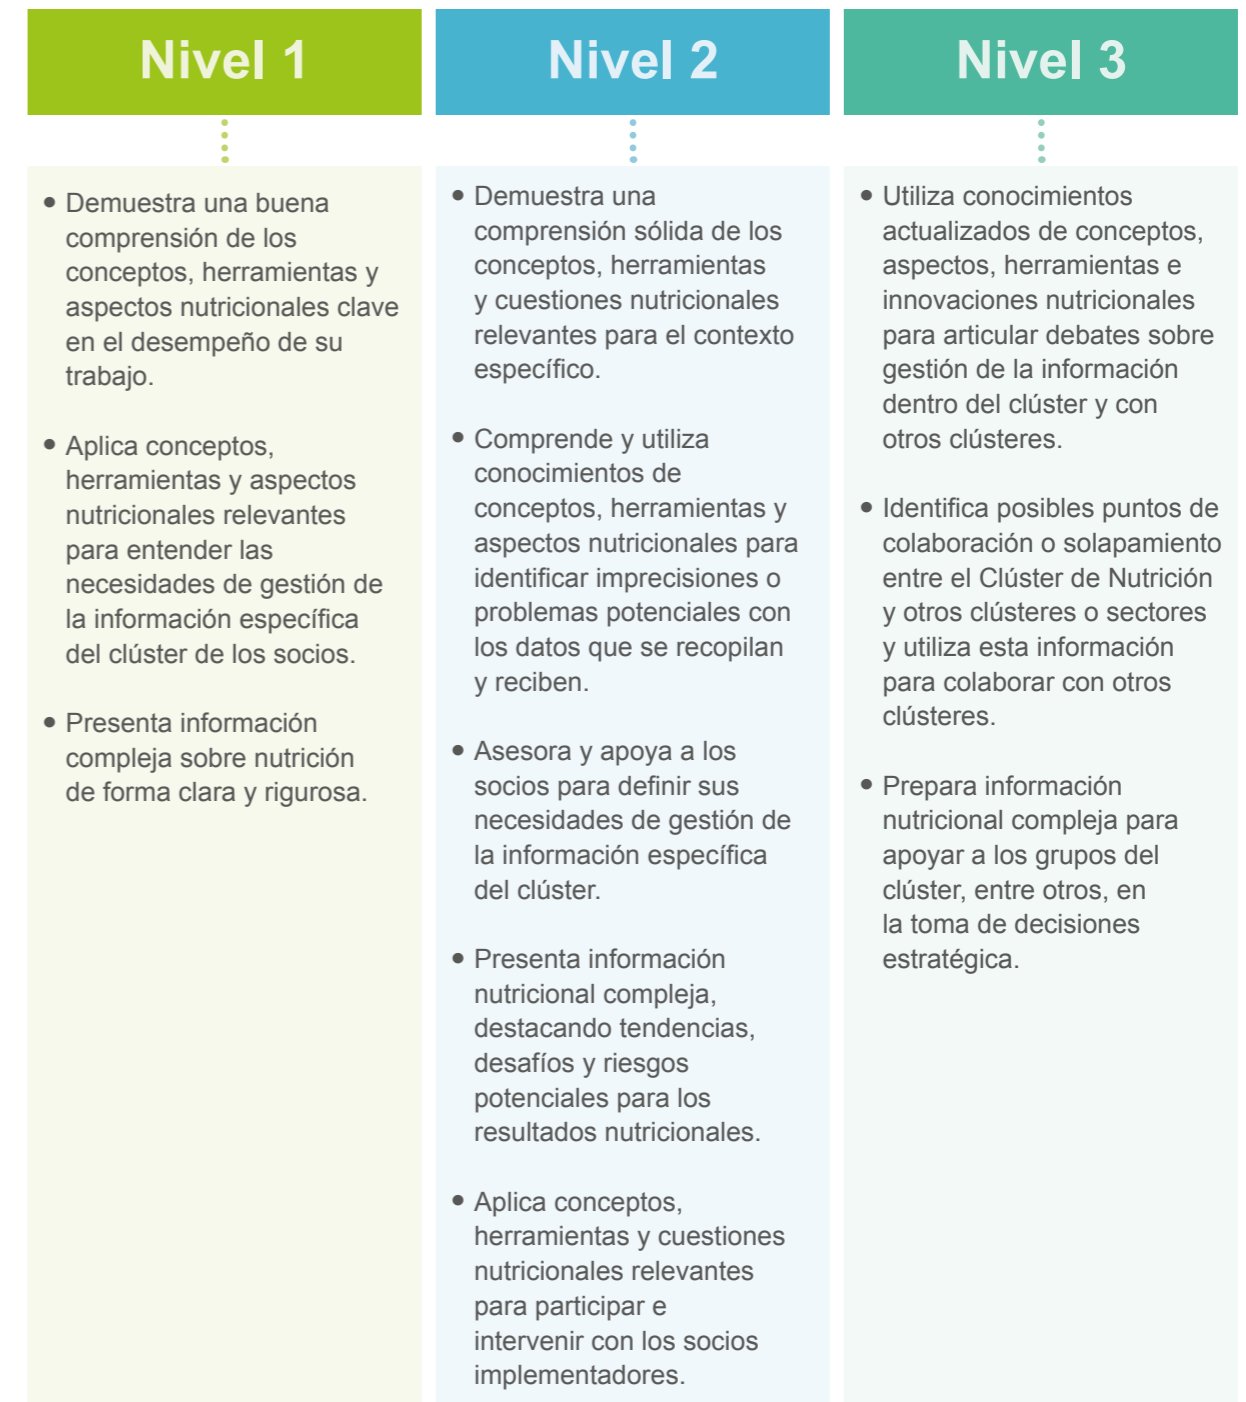 Nivel 1
Demuestra una buena
comprensión de los
conceptos, herramientas y
aspectos nutricionales clave
en el desempeño de su
trabajo.
Aplica conceptos,
herramientas y aspectos
nutricionales relevantes
para entender las
necesidades de gestión de
la información específica
del clúster de los socios.
Presenta información
compleja sobre nutrición
de forma clara y rigurosa.
Nivel 2
Demuestra una
comprensión sólida de los
conceptos, herramientas
y cuestiones nutricionales
relevantes para el contexto
específico.
Comprende y utiliza
conocimientos de
conceptos, herramientas y
aspectos nutricionales para
identificar imprecisiones o
problemas potenciales con
los datos que se recopilan
y reciben.
Asesora y apoya a los
socios para definir sus
necesidades de gestión de
la información específica
del clúster.
Presenta información
nutricional compleja,
destacando tendencias,
desafíos y riesgos
potenciales para los
resultados nutricionales.
Aplica conceptos,
herramientas y cuestiones
nutricionales relevantes
para participar e
intervenir con los socios
implementadores.
Nivel 3
Utiliza conocimientos
actualizados de conceptos,
aspectos, herramientas e
innovaciones nutricionales
para articular debates sobre
gestión de la información
dentro del clúster y con
otros clústeres.
Identifica posibles puntos de
colaboración o solapamiento
entre el Clúster de Nutrición
y otros clústeres o sectores
y utiliza esta información
para colaborar con otros
clústeres.
Prepara información
nutricional compleja para
apoyar a los grupos del
clúster, entre otros, en
la toma de decisiones
estratégica.